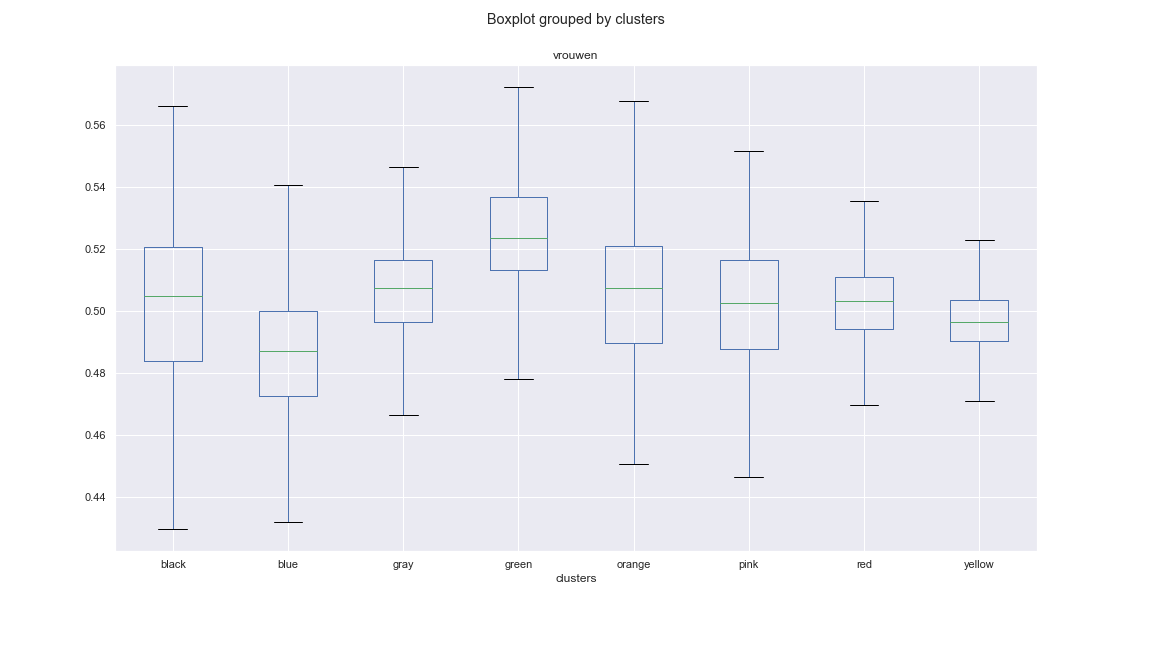 Boxplot grouped by clusters
vrouwen
0.56
0.54
0.52
0.50
0.48
0.46
0.44
black blue gray green orange pink red yellow
clusters